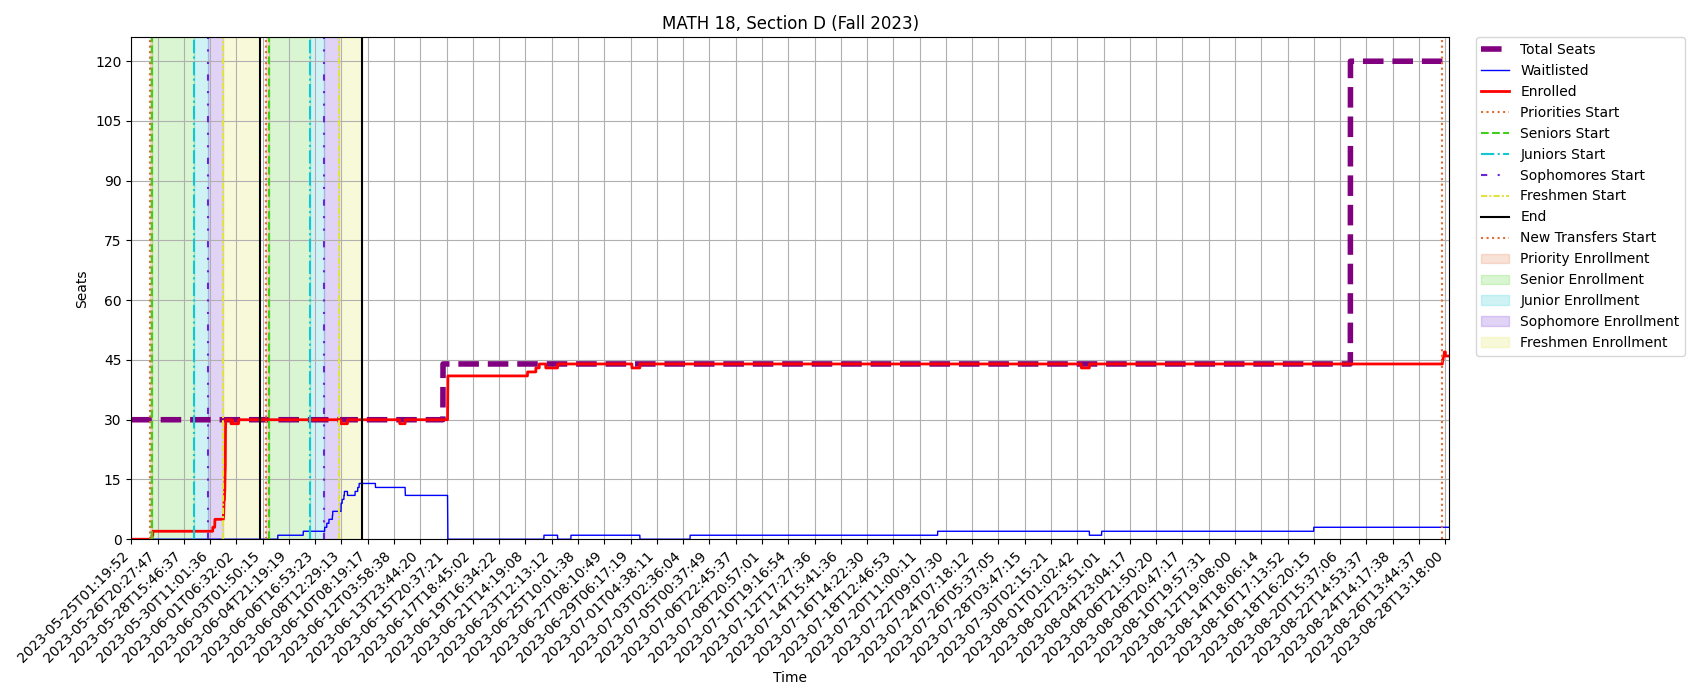 MATH 18, Section D (Fall 2023)
Seats
120
105
90
75
60
45
30
15
0
2023-05-25T01:19:52
2023-05-26T20:27:47
2023-05-28T15:46:37
2023-05-30T11:01:36
2023-06-01T06:32:02
2023-06-03T01:50:15
2023-06-04T21:19:19
2023-06-06T16:53:23
2023-06-08T12:29:13
2023-06-10T08:19:17
2023-06-12T03:58:38
2023-06-13T23:44:20
2023-06-15T20:37:21
2023-06-17T18:45:02
2023-06-19T16:34:22
2023-06-21T14:19:08
2023-06-23T12:13:12
2023-06-25T10:01:38
2023-06-27T08:10:49
2023-06-29T06:17:19
2023-07-01T04:38:11
2023-07-03T02:36:04
2023-07-05T00:37:49
2023-07-06T22:45:37
2023-07-08T20:57:01
2023-07-10T19:16:54
2023-07-12T17:27:36
2023-07-14T15:41:36
2023-07-16T14:22:30
2023-07-18T12:46:53
2023-07-20T11:00:11
2023-07-22T09:07:30
2023-07-24T07:18:12
2023-07-26T05:37:05
2023-07-28T03:47:15
2023-07-30T02:15:21
2023-08-01T01:02:42
2023-08-02T23:51:01
2023-08-04T23:04:17
2023-08-06T21:50:20
2023-08-08T20:47:17
2023-08-10T19:57:31
2023-08-12T19:08:00
2023-08-14T18:06:14
2023-08-16T17:13:52
2023-08-18T16:20:15
2023-08-20T15:37:06
2023-08-22T14:53:37
2023-08-24T14:17:38
2023-08-26T13:44:37
2023-08-28T13:18:00
Time
Total Seats
Waitlisted
Enrolled
Priorities Start
Seniors Start
Juniors Start
Sophomores Start
Freshmen Start
End
New Transfers Start
Priority Enrollment
Senior Enrollment
Junior Enrollment
Sophomore Enrollment
Freshmen Enrollment